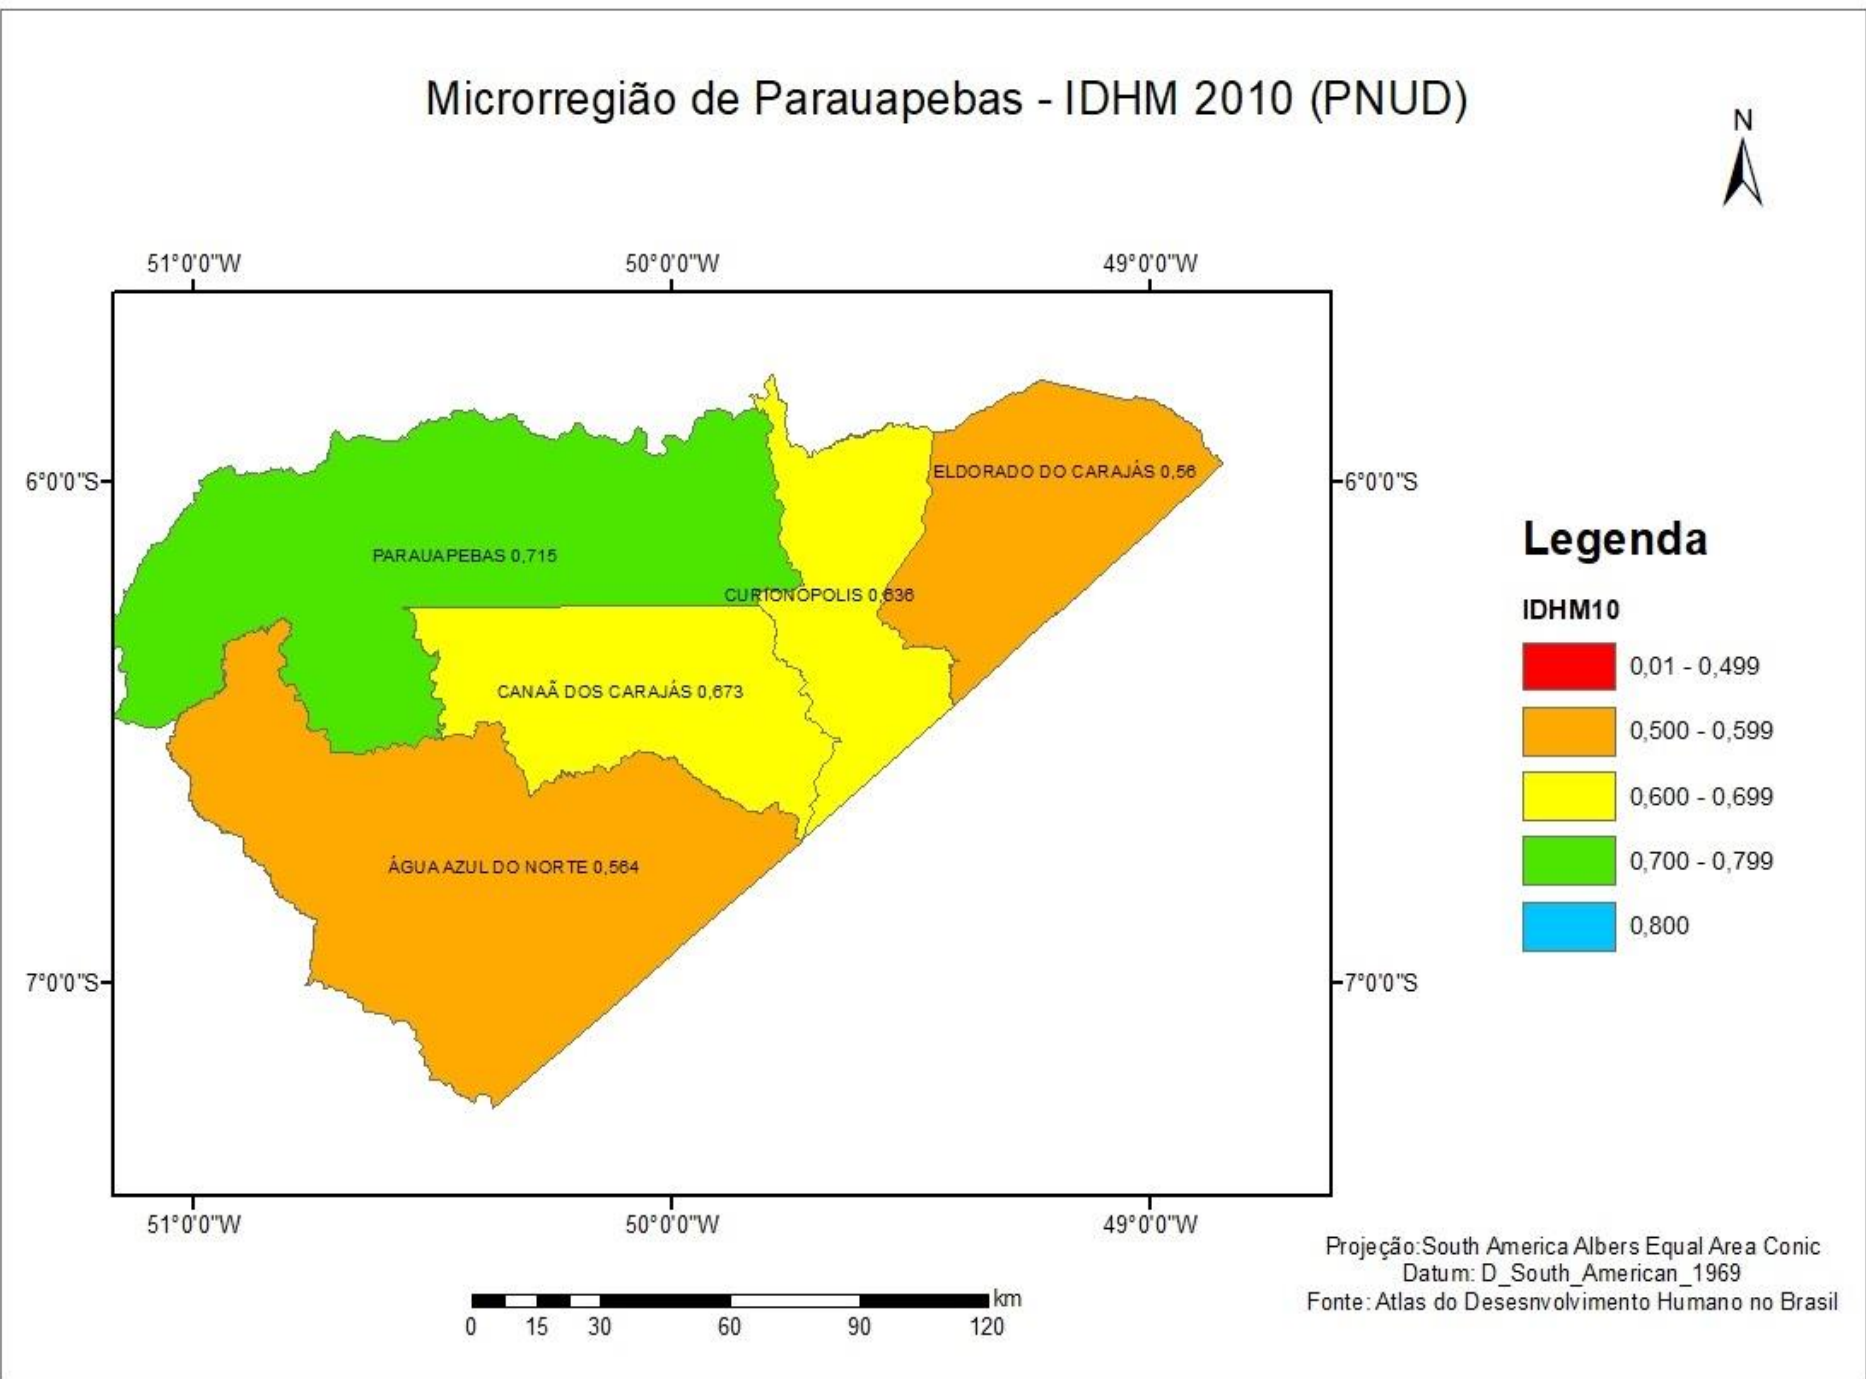 Microrregião de Parauapebas - IDHM 2010 (PNUD)
N
51°0'0"W 50°0'0"W 49°0'0"W
6°0'0"S 6°0'0"S
ELDORADO DO CARAJÁS 0,56
PARAUAPEBAS 0,715
CURIONÓPOLIS 0,636
CANAÃ DOS CARAJÁS 0,673
ÁGUA AZUL DO NORTE 0,564
7°0'0"S 7°0'0"S
51°0'0"W 50°0'0"W 49°0'0"W
Legenda
IDHM10
0,01 - 0,499
0,500 - 0,599
0,600 - 0,699
0,700 - 0,799
0,800
km
0 15 30 60 90 120
Projeção:South America Albers Equal Area Conic
Datum: D_South_American_1969
Fonte: Atlas do Desesnvolvimento Humano no Brasil